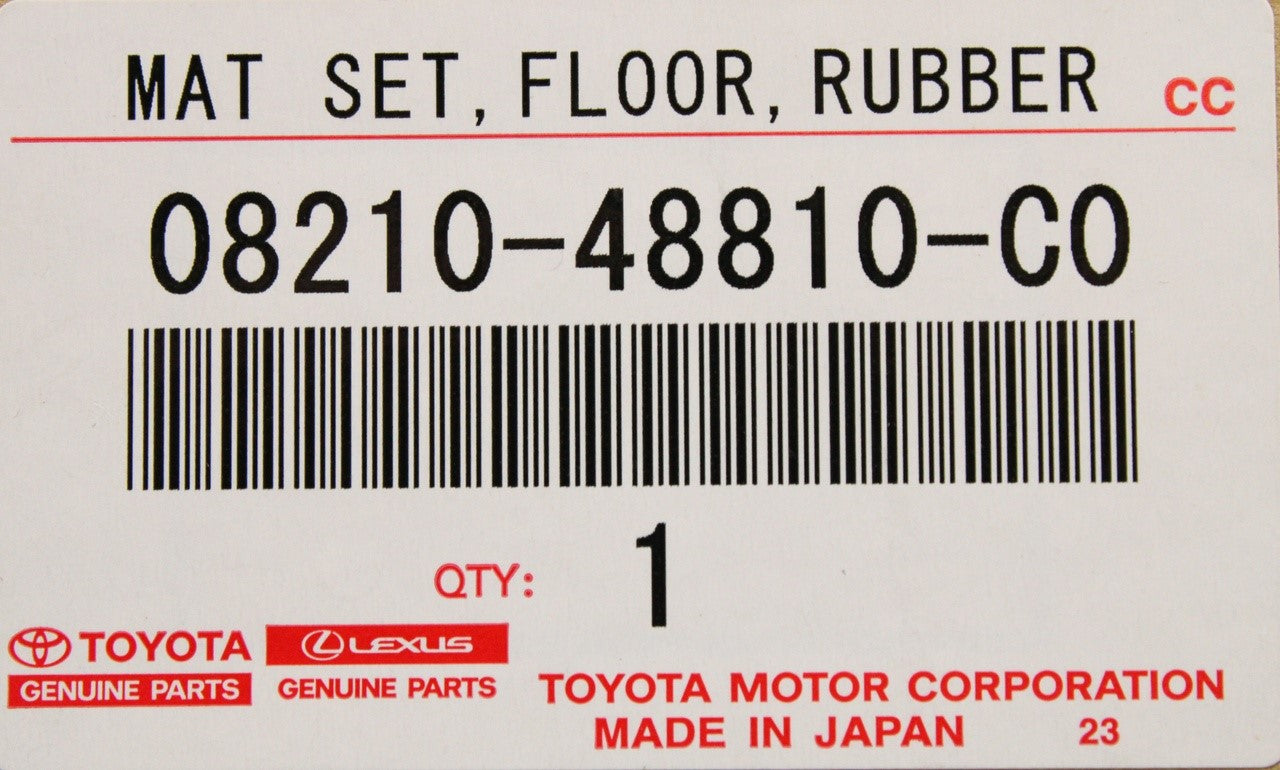 MAT SET, FLOOR, RUBBER CC
08210-48810-C0
QTY: 1
TOYOTA LEXUS
GENUINE PARTS GENUINE PARTS
TOYOTA MOTOR CORPORATION
MADE IN JAPAN 23